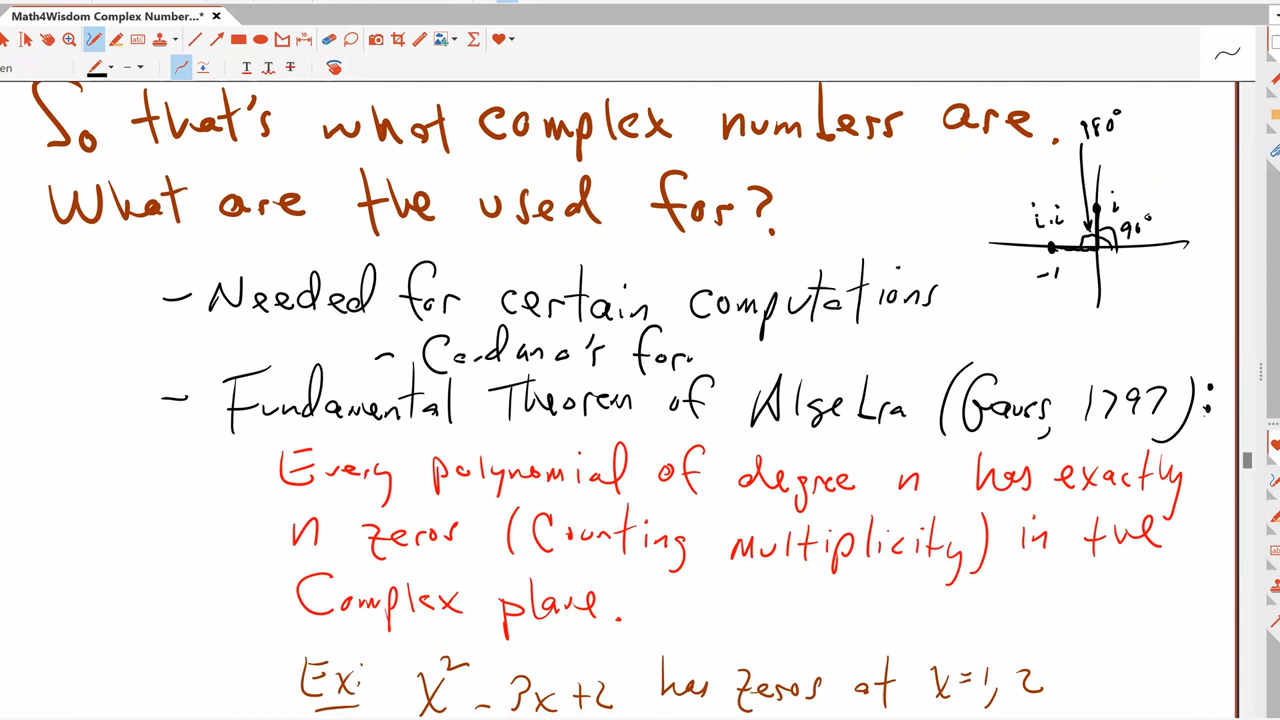 Math4Wisdom Complex Number...*
en
So that's what complex numbers are.
What are the used for?
180°
i·i
i
90°
-1
- Needed for certain computations
- Cardano's for
- Fundamental Theorem of Algebra (Gauss, 1797):
Every polynomial of degree n has exactly
n zeros (Counting multiplicity) in the
Complex plane.
Ex: x² - 3x + 2 has zeros at x = 1, 2